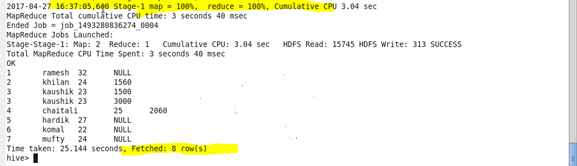 2017-04-27 16:37:05,640 Stage-1 map = 100%,  reduce = 100%, Cumulative CPU 3.04 sec
MapReduce Total cumulative CPU time: 3 seconds 40 msec
Ended Job = job_1493280836274_0004
MapReduce Jobs Launched:
Stage-Stage-1: Map: 2  Reduce: 1   Cumulative CPU: 3.04 sec   HDFS Read: 15745 HDFS Write: 313 SUCCESS
Total MapReduce CPU Time Spent: 3 seconds 40 msec
OK
1	ramesh	32	NULL
2	khilan	24	1560
3	kaushik	23	1500
3	kaushik	23	3000
4	chaitali	25	2060
5	hardik	27	NULL
6	komal	22	NULL
7	mufty	24	NULL
Time taken: 25.144 seconds, Fetched: 8 row(s)
hive>